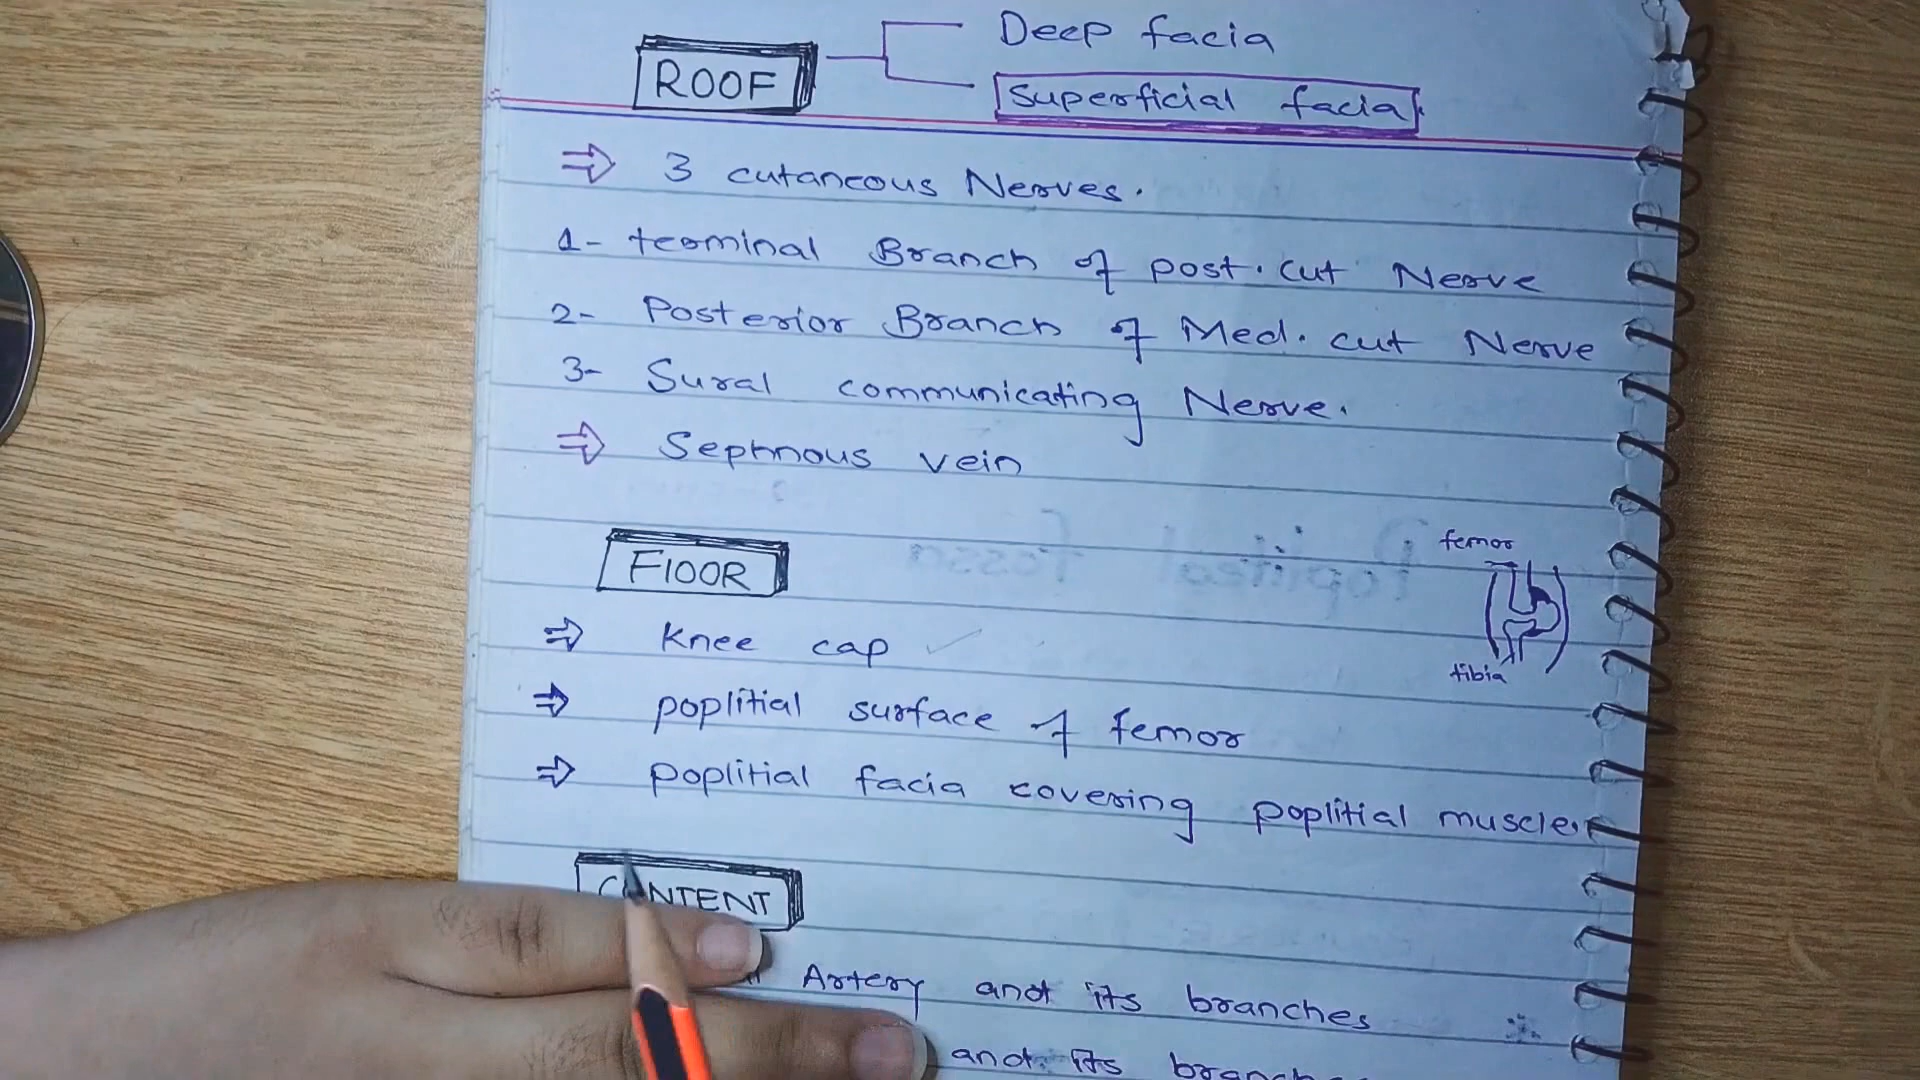 Deep facia
ROOF
Superficial facia
⇒ 3 cutaneous Nerves.
1- terminal Branch of post. cut Nerve
2- Posterior Branch of Med. cut Nerve
3- Sural communicating Nerve.
⇒ Sephnous vein
FlOOR
femor
tibia
⇒ Knee cap
⇒ poplitial surface of femor
⇒ poplitial facia covering poplitial muscle.
CONTENT
Artery and its branches
and its